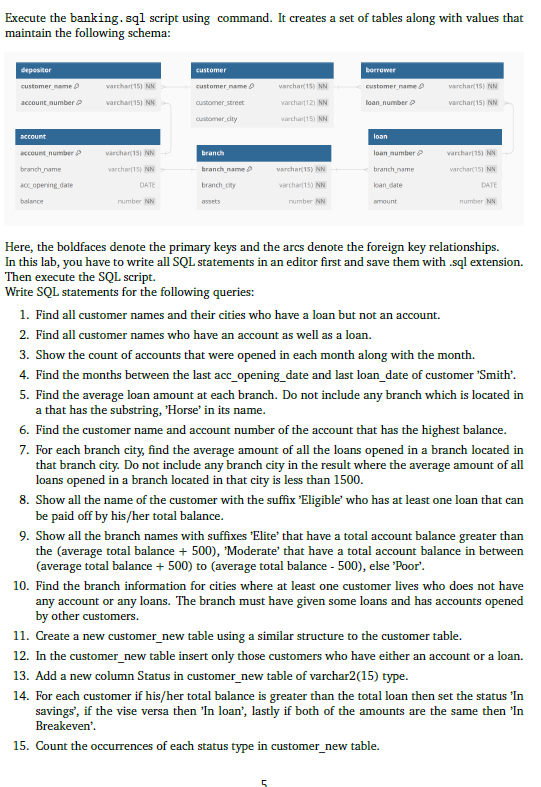 Execute the banking.sql script using command. It creates a set of tables along with values that
maintain the following schema:
depositor
customer_name varchar(15) NN
account_number varchar(15) NN
customer
customer_name varchar(15) NN
customer_street varchar(12) NN
customer_city varchar(15) NN
borrower
customer_name varchar(15) NN
loan_number varchar(15) NN
account
account_number varchar(15) NN
branch_name varchar(15) NN
acc_opening_date DATE
balance number NN
branch
branch_name varchar(15) NN
branch_city varchar(15) NN
assets number NN
loan
loan_number varchar(15) NN
branch_name varchar(15) NN
loan_date DATE
amount number NN
Here, the boldfaces denote the primary keys and the arcs denote the foreign key relationships.
In this lab, you have to write all SQL statements in an editor first and save them with .sql extension.
Then execute the SQL script.
Write SQL statements for the following queries:
1. Find all customer names and their cities who have a loan but not an account.
2. Find all customer names who have an account as well as a loan.
3. Show the count of accounts that were opened in each month along with the month.
4. Find the months between the last acc_opening_date and last loan_date of customer 'Smith'.
5. Find the average loan amount at each branch. Do not include any branch which is located in
a that has the substring, 'Horse' in its name.
6. Find the customer name and account number of the account that has the highest balance.
7. For each branch city, find the average amount of all the loans opened in a branch located in
that branch city. Do not include any branch city in the result where the average amount of all
loans opened in a branch located in that city is less than 1500.
8. Show all the name of the customer with the suffix 'Eligible' who has at least one loan that can
be paid off by his/her total balance.
9. Show all the branch names with suffixes 'Elite' that have a total account balance greater than
the (average total balance + 500), 'Moderate' that have a total account balance in between
(average total balance + 500) to (average total balance - 500), else 'Poor'.
10. Find the branch information for cities where at least one customer lives who does not have
any account or any loans. The branch must have given some loans and has accounts opened
by other customers.
11. Create a new customer_new table using a similar structure to the customer table.
12. In the customer_new table insert only those customers who have either an account or a loan.
13. Add a new column Status in customer_new table of varchar2(15) type.
14. For each customer if his/her total balance is greater than the total loan then set the status 'In
savings', if the vise versa then 'In loan', lastly if both of the amounts are the same then 'In
Breakeven'.
15. Count the occurrences of each status type in customer_new table.
5